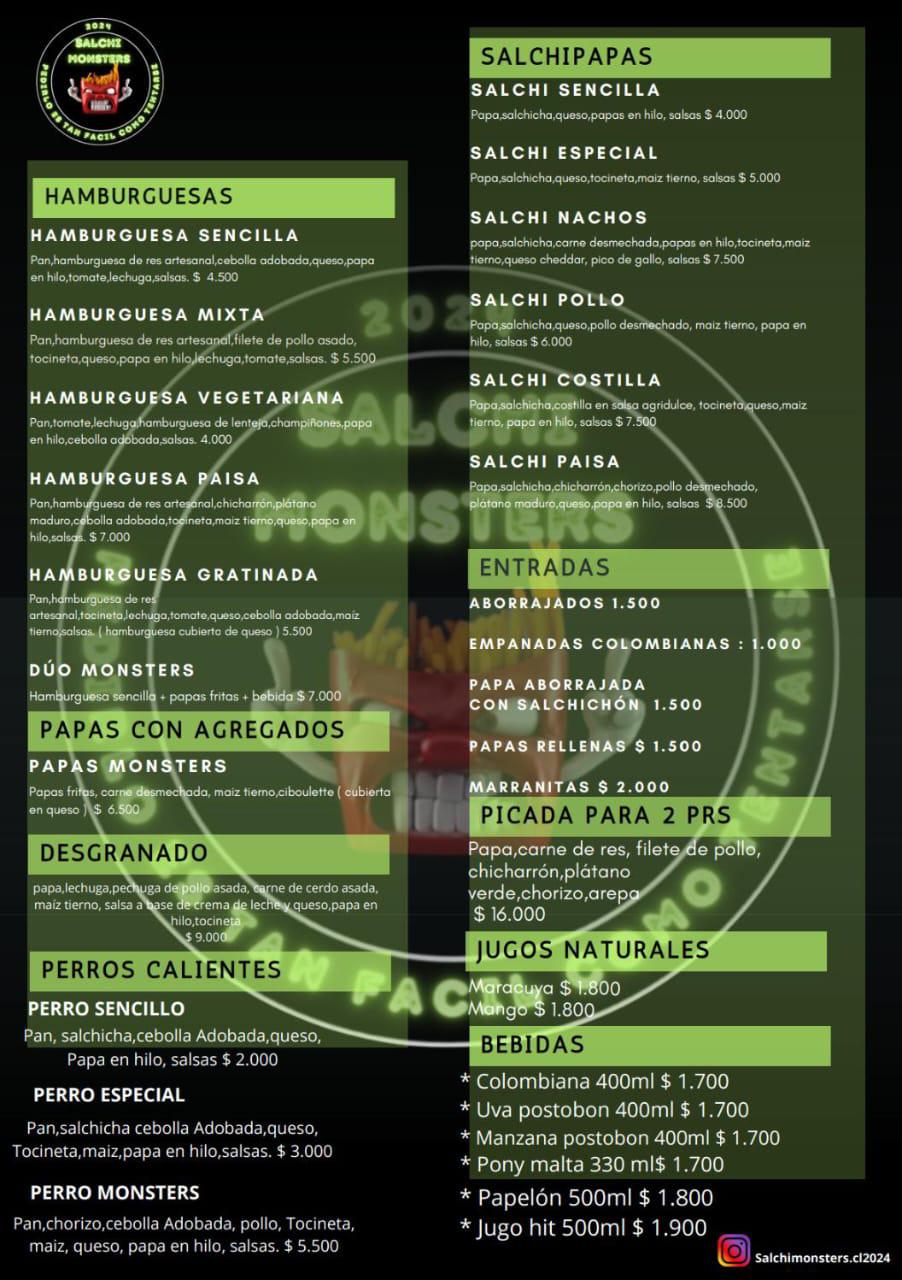 2024
SALCHI
MONSTERS
PEDIRLO ES TAN FACIL COMO TENTARSE
HAMBURGUESAS
HAMBURGUESA SENCILLA
Pan,hamburguesa de res artesanal,cebolla adobada,queso,papa
en hilo,tomate,lechuga,salsas. $ 4.500
HAMBURGUESA MIXTA
Pan,hamburguesa de res artesanal,filete de pollo asado,
tocineta,queso,papa en hilo,lechuga,tomate,salsas. $ 5.500
HAMBURGUESA VEGETARIANA
Pan,tomate,lechuga,hamburguesa de lenteja,champiñones,papa
en hilo,cebolla adobada,salsas. 4.000
HAMBURGUESA PAISA
Pan,hamburguesa de res artesanal,chicharrón,plátano
maduro,cebolla adobada,tocineta,maiz tierno,queso,papa en
hilo,salsas. $ 7.000
HAMBURGUESA GRATINADA
Pan,hamburguesa de res
artesanal,tocineta,lechuga,tomate,queso,cebolla adobada,maíz
tierno,salsas. ( hamburguesa cubierta de queso ) 5.500
DÚO MONSTERS
Hamburguesa sencilla + papas fritas + bebida $ 7.000
PAPAS CON AGREGADOS
PAPAS MONSTERS
Papas fritas, carne desmechada, maiz tierno,ciboulette ( cubierta
en queso ) $ 6.500
DESGRANADO
papa,lechuga,pechuga de pollo asada, carne de cerdo asada,
maíz tierno, salsa a base de crema de leche y queso,papa en
hilo,tocineta
$ 9.000
PERROS CALIENTES
PERRO SENCILLO
Pan, salchicha,cebolla Adobada,queso,
Papa en hilo, salsas $ 2.000
PERRO ESPECIAL
Pan,salchicha cebolla Adobada,queso,
Tocineta,maiz,papa en hilo,salsas. $ 3.000
PERRO MONSTERS
Pan,chorizo,cebolla Adobada, pollo, Tocineta,
maiz, queso, papa en hilo, salsas. $ 5.500
SALCHIPAPAS
SALCHI SENCILLA
Papa,salchicha,queso,papas en hilo, salsas $ 4.000
SALCHI ESPECIAL
Papa,salchicha,queso,tocineta,maiz tierno, salsas $ 5.000
SALCHI NACHOS
papa,salchicha,carne desmechada,papas en hilo,tocineta,maiz
tierno,queso cheddar, pico de gallo, salsas $ 7.500
SALCHI POLLO
Papa,salchicha,queso,pollo desmechado, maiz tierno, papa en
hilo, salsas $ 6.000
SALCHI COSTILLA
Papa,salchicha,costilla en salsa agridulce, tocineta,queso,maiz
tierno, papa en hilo, salsas $ 7.500
SALCHI PAISA
Papa,salchicha,chicharrón,chorizo,pollo desmechado,
plátano maduro,queso,papa en hilo, salsas $ 8.500
ENTRADAS
ABORRAJADOS 1.500
EMPANADAS COLOMBIANAS : 1.000
PAPA ABORRAJADA
CON SALCHICHÓN 1.500
PAPAS RELLENAS $ 1.500
MARRANITAS $ 2.000
PICADA PARA 2 PRS
Papa,carne de res, filete de pollo,
chicharrón,plátano
verde,chorizo,arepa
$ 16.000
JUGOS NATURALES
Maracuya $ 1.800
Mango $ 1.800
BEBIDAS
* Colombiana 400ml $ 1.700
* Uva postobon 400ml $ 1.700
* Manzana postobon 400ml $ 1.700
* Pony malta 330 ml$ 1.700
* Papelón 500ml $ 1.800
* Jugo hit 500ml $ 1.900
Salchimonsters.cl2024
2024
SALCHI
MONSTERS
PEDIRLO ES TAN FACIL COMO TENTARSE